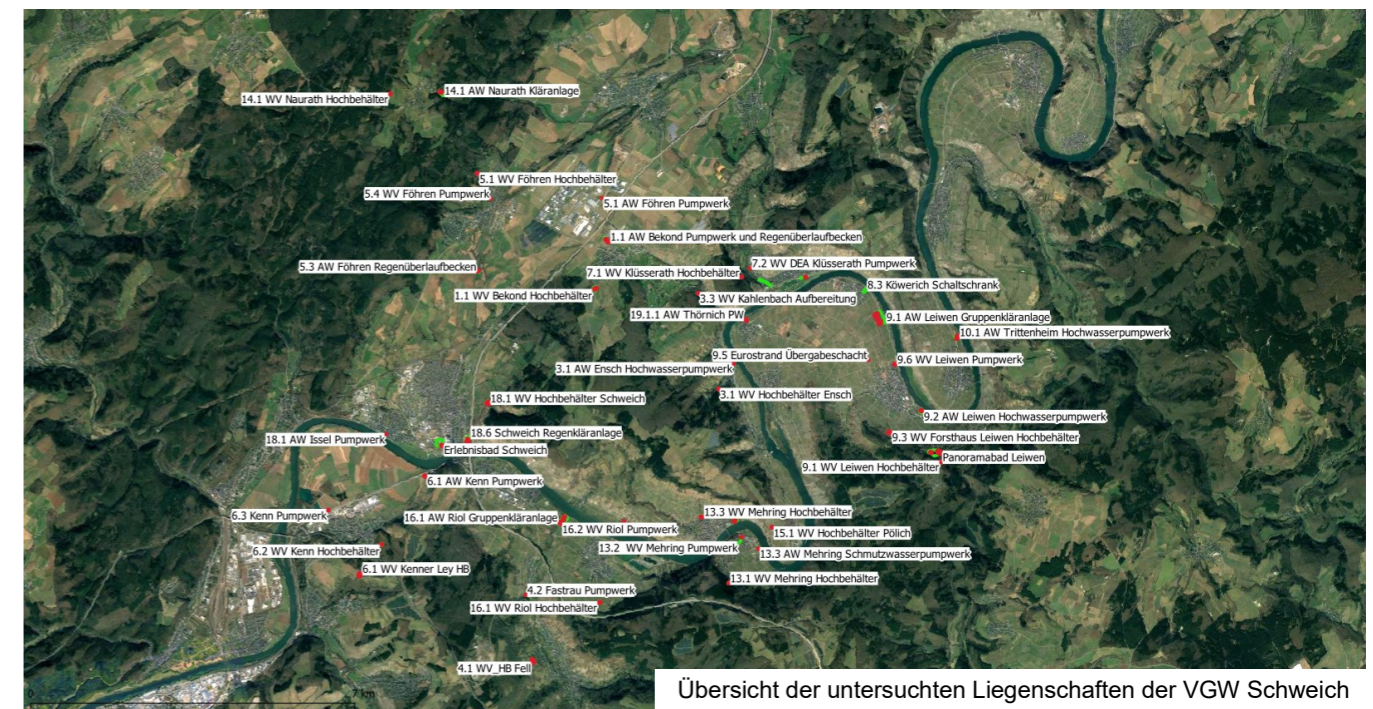 14.1 AW Naurath Kläranlage
14.1 WV Naurath Hochbehälter
5.1 WV Föhren Hochbehälter
5.4 WV Föhren Pumpwerk
5.1 AW Föhren Pumpwerk
1.1 AW Bekond Pumpwerk und Regenüberlaufbecken
5.3 AW Föhren Regenüberlaufbecken
7.2 WV DEA Klüsserath Pumpwerk
7.1 WV Klüsserath Hochbehälter
8.3 Köwerich Schaltschrank
1.1 WV Bekond Hochbehälter
3.3 WV Kahlenbach Aufbereitung
19.1.1 AW Thörnich PW
9.1 AW Leiwen Gruppenkläranlage
10.1 AW Trittenheim Hochwasserpumpwerk
9.5 Eurostrand Übergabeschacht
9.6 WV Leiwen Pumpwerk
3.1 AW Ensch Hochwasserpumpwerk
3.1 WV Hochbehälter Ensch
18.1 WV Hochbehälter Schweich
9.2 AW Leiwen Hochwasserpumpwerk
18.6 Schweich Regenkläranlage
9.3 WV Forsthaus Leiwen Hochbehälter
18.1 AW Issel Pumpwerk
Erlebnisbad Schweich
Panoramabad Leiwen
9.1 WV Leiwen Hochbehälter
6.1 AW Kenn Pumpwerk
13.3 WV Mehring Hochbehälter
6.3 Kenn Pumpwerk
16.1 AW Riol Gruppenkläranlage
16.2 WV Riol Pumpwerk
15.1 WV Hochbehälter Pölich
13.2 WV Mehring Pumpwerk
6.2 WV Kenn Hochbehälter
13.3 AW Mehring Schmutzwasserpumpwerk
6.1 WV Kenner Ley HB
13.1 WV Mehring Hochbehälter
4.2 Fastrau Pumpwerk
16.1 WV Riol Hochbehälter
4.1 WV_HB Fell
0 7 km
Übersicht der untersuchten Liegenschaften der VGW Schweich